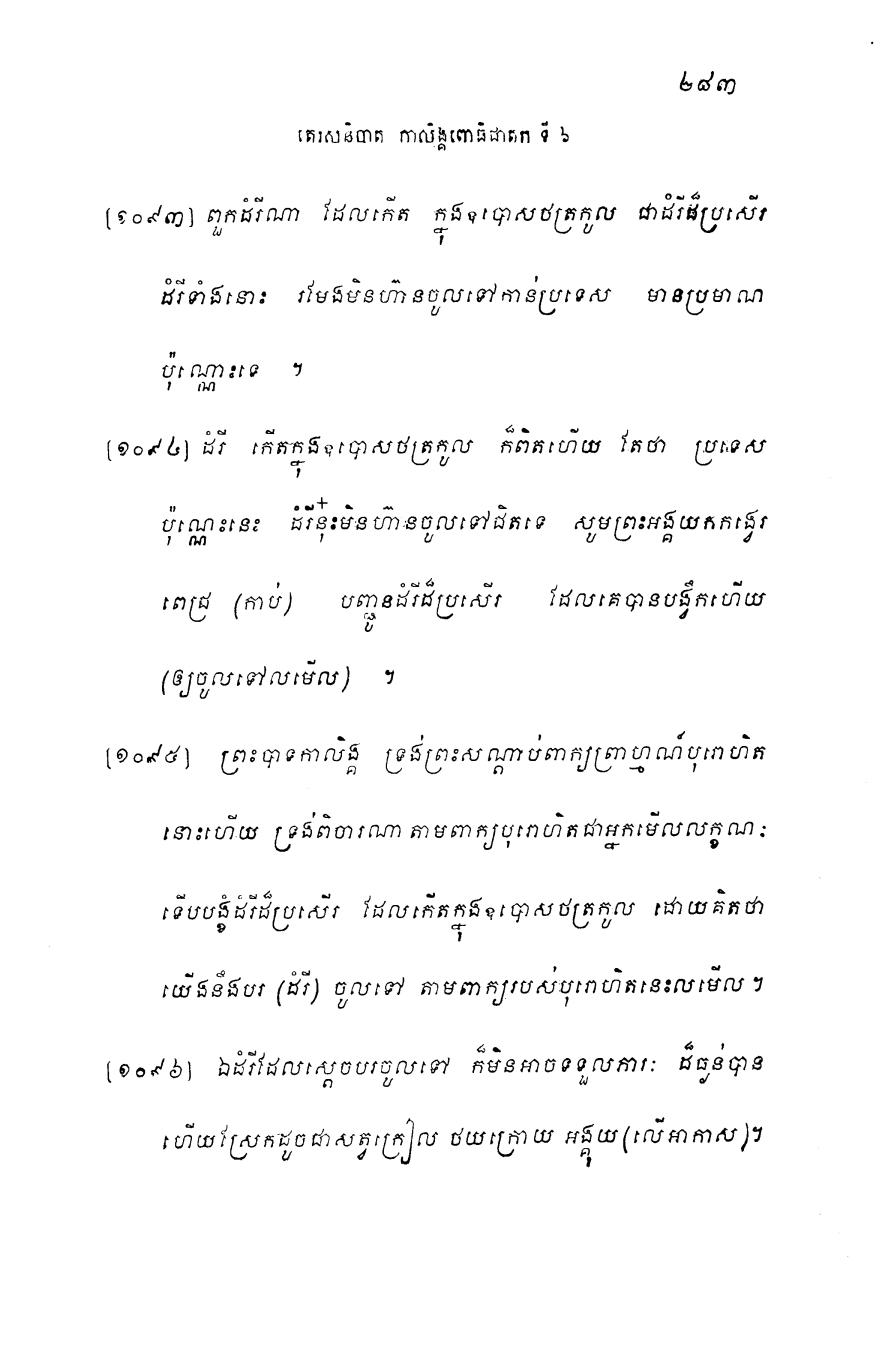 ២៨៣
តេរសនិបាត កាលិង្គពោធិជាតក ទី ៦
[១០៩៣] ពួកដំរីណា ដែលកើត ក្នុងឧបោសថត្រកូល ជាដំរីដ៏ប្រសើរ
ដំរីទាំងនោះ រមែងមិនហ៊ានចូលទៅកាន់ប្រទេស មានប្រមាណ
ប៉ុណ្ណោះទេ ។
[១០៩៤] ដំរី កើតក្នុងឧបោសថត្រកូល ក៏ពិតហើយ តែថា ប្រទេស
ប៉ុណ្ណេះនេះ ដំរីនុ៎ះមិនហ៊ានចូលទៅជិតទេ សូមព្រះអង្គយកកង្វេរ
ពេជ្រ (កាប់) បញ្ជូនដំរីដ៏ប្រសើរ ដែលគេបានបង្វឹកហើយ
(ឲ្យចូលទៅលមើល) ។
[១០៩៥] ព្រះបាទកាលិង្គ ទ្រង់ព្រះសណ្តាប់ពាក្យព្រាហ្មណ៍បុរោហិត
នោះហើយ ទ្រង់ពិចារណា តាមពាក្យបុរោហិតជាអ្នកមើលលក្ខណៈ
ទើបបង្ខំដំរីដ៏ប្រសើរ ដែលកើតក្នុងឧបោសថត្រកូល ដោយគិតថា
យើងនឹងបរ (ដំរី) ចូលទៅ តាមពាក្យរបស់បុរោហិតនេះលមើល ។
[១០៩៦] ឯដំរីដែលស្តេចបរចូលទៅ ក៏មិនអាចទទួលភារៈ ដ៏ធ្ងន់បាន
ហើយស្រែកដូចជាសត្វក្រៀល ថយក្រោយ អង្គុយ (លើអាកាស) ។